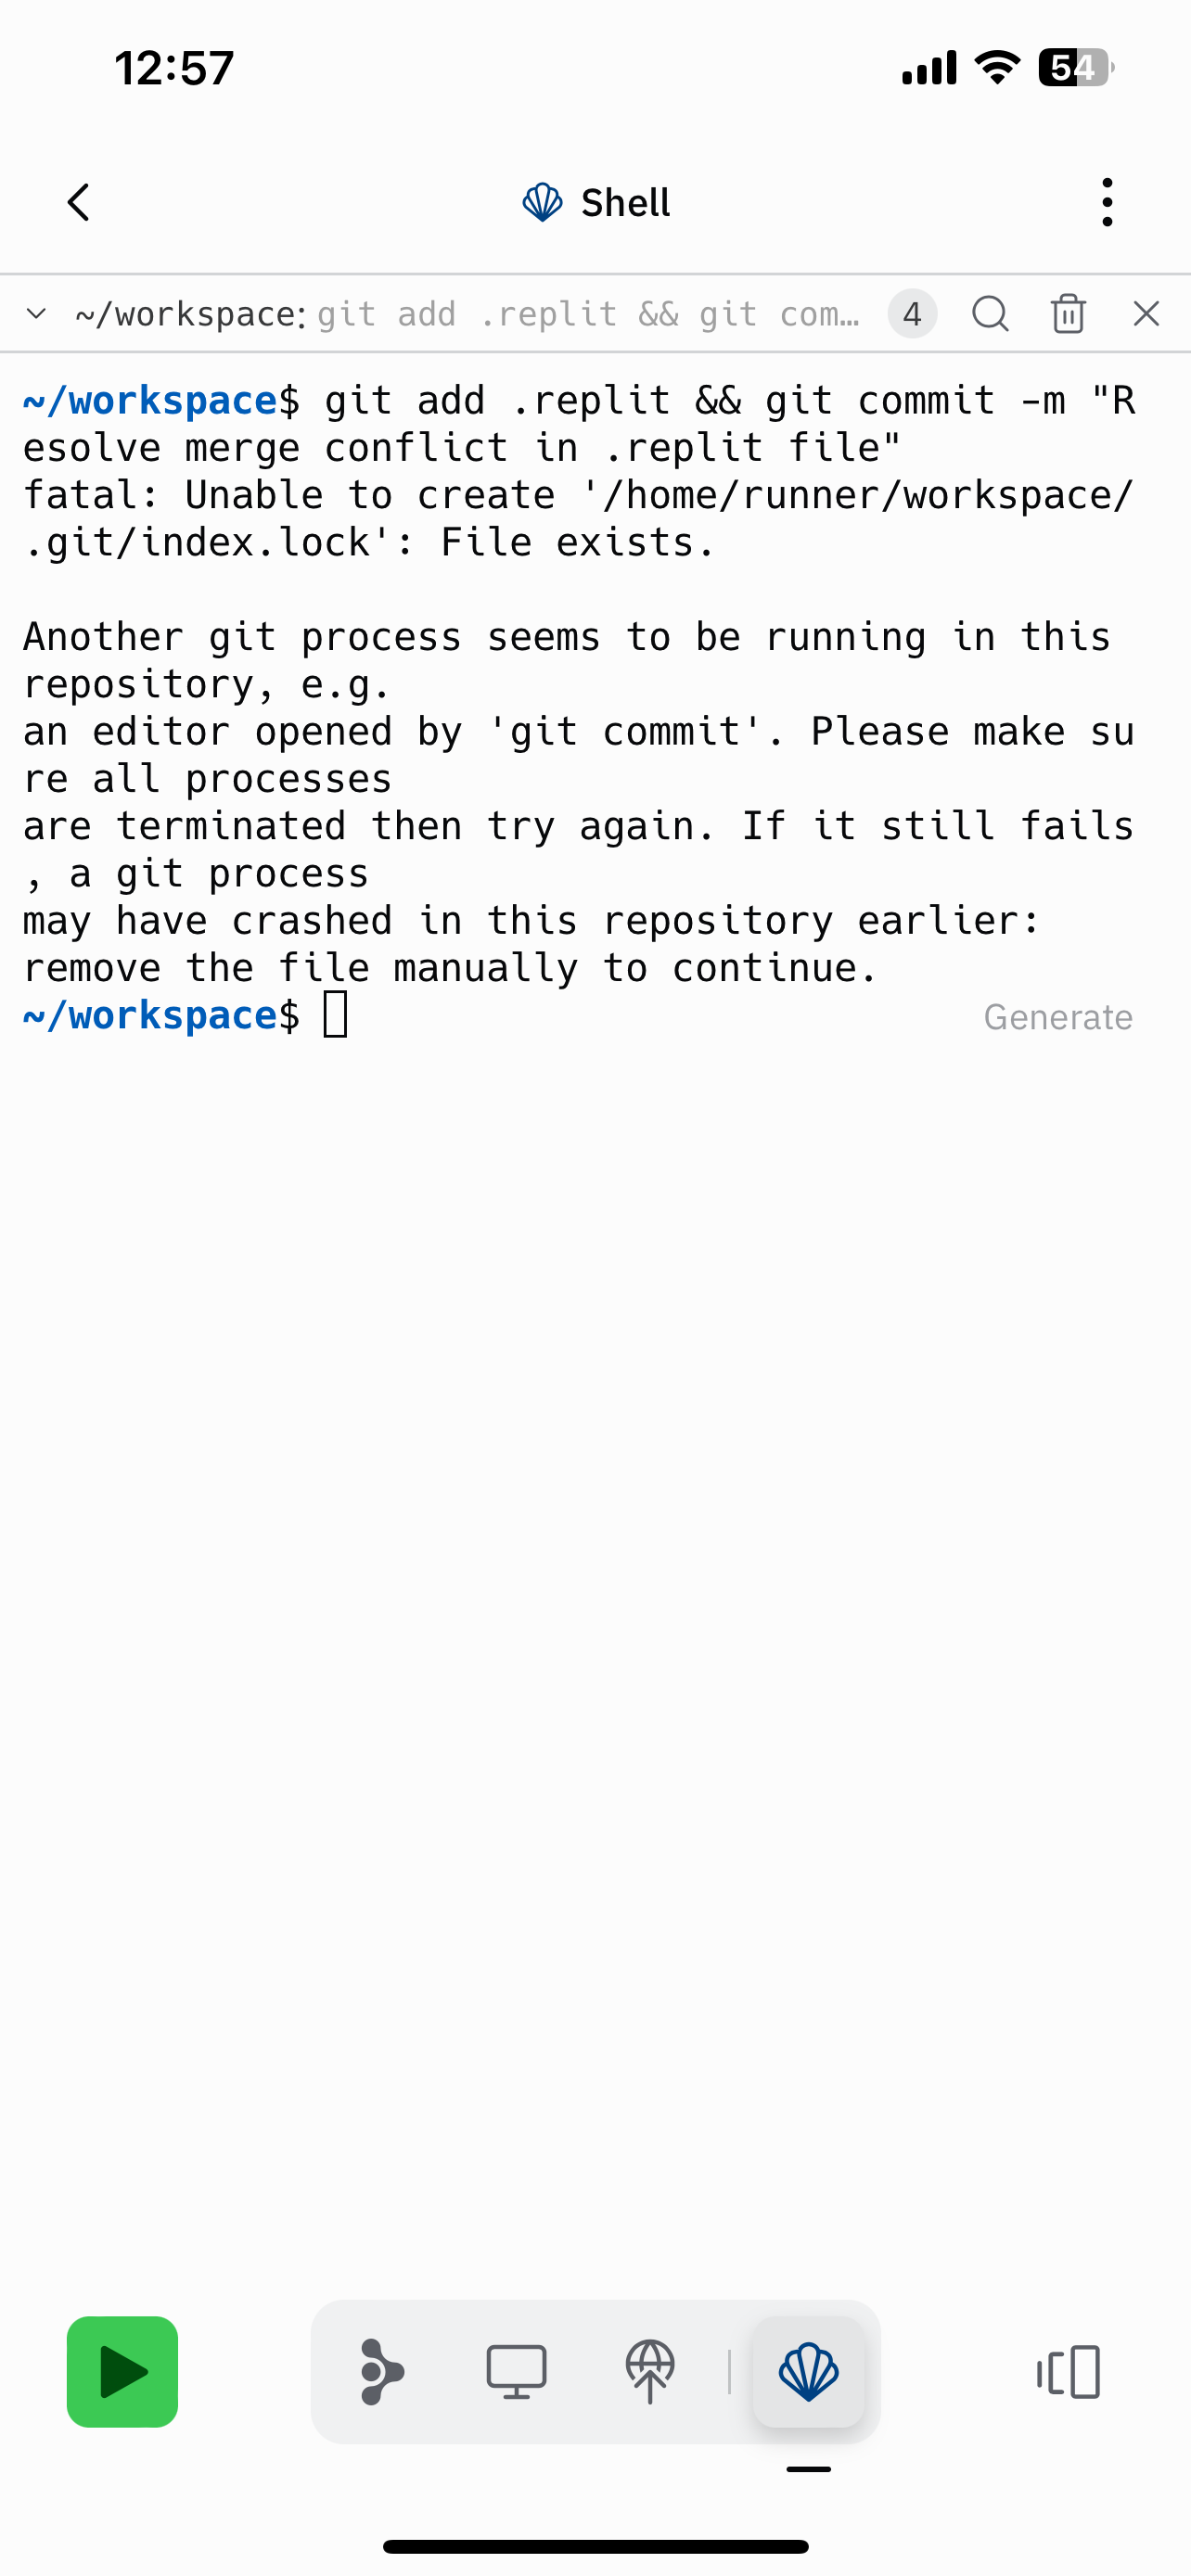 12:57
54
Shell
~/workspace: git add .replit && git com… 4
~/workspace$ git add .replit && git commit -m "R
esolve merge conflict in .replit file"
fatal: Unable to create '/home/runner/workspace/
.git/index.lock': File exists.
Another git process seems to be running in this
repository, e.g.
an editor opened by 'git commit'. Please make su
re all processes
are terminated then try again. If it still fails
, a git process
may have crashed in this repository earlier:
remove the file manually to continue.
~/workspace$
Generate